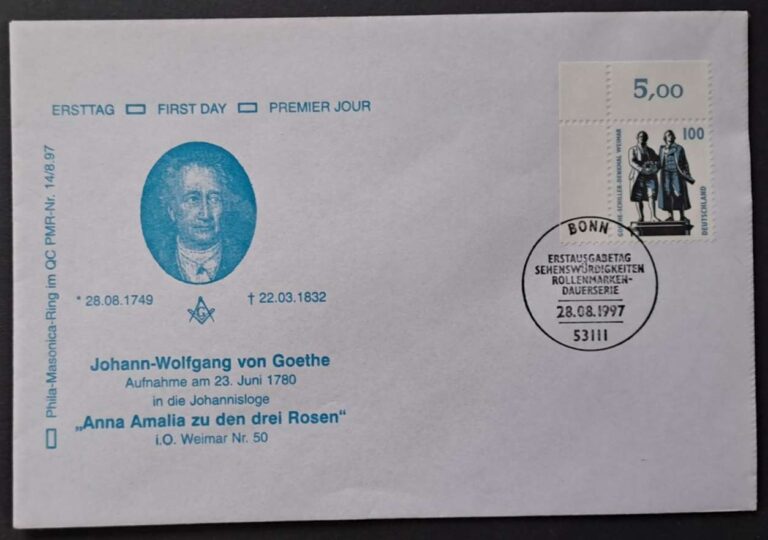 ERSTTAG FIRST DAY PREMIER JOUR
Phila-Masonica-Ring im QC PMR-Nr. 14/8.97
* 28.08.1749
† 22.03.1832
G
Johann-Wolfgang von Goethe
Aufnahme am 23. Juni 1780
in die Johannisloge
„Anna Amalia zu den drei Rosen“
i.O. Weimar Nr. 50
5,00
100
GOETHE-SCHILLER-DENKMAL WEIMAR
DEUTSCHLAND
BONN
ERSTAUSGABETAG
SEHENSWÜRDIGKEITEN
ROLLENMARKEN-
DAUERSERIE
28.08.1997
53111